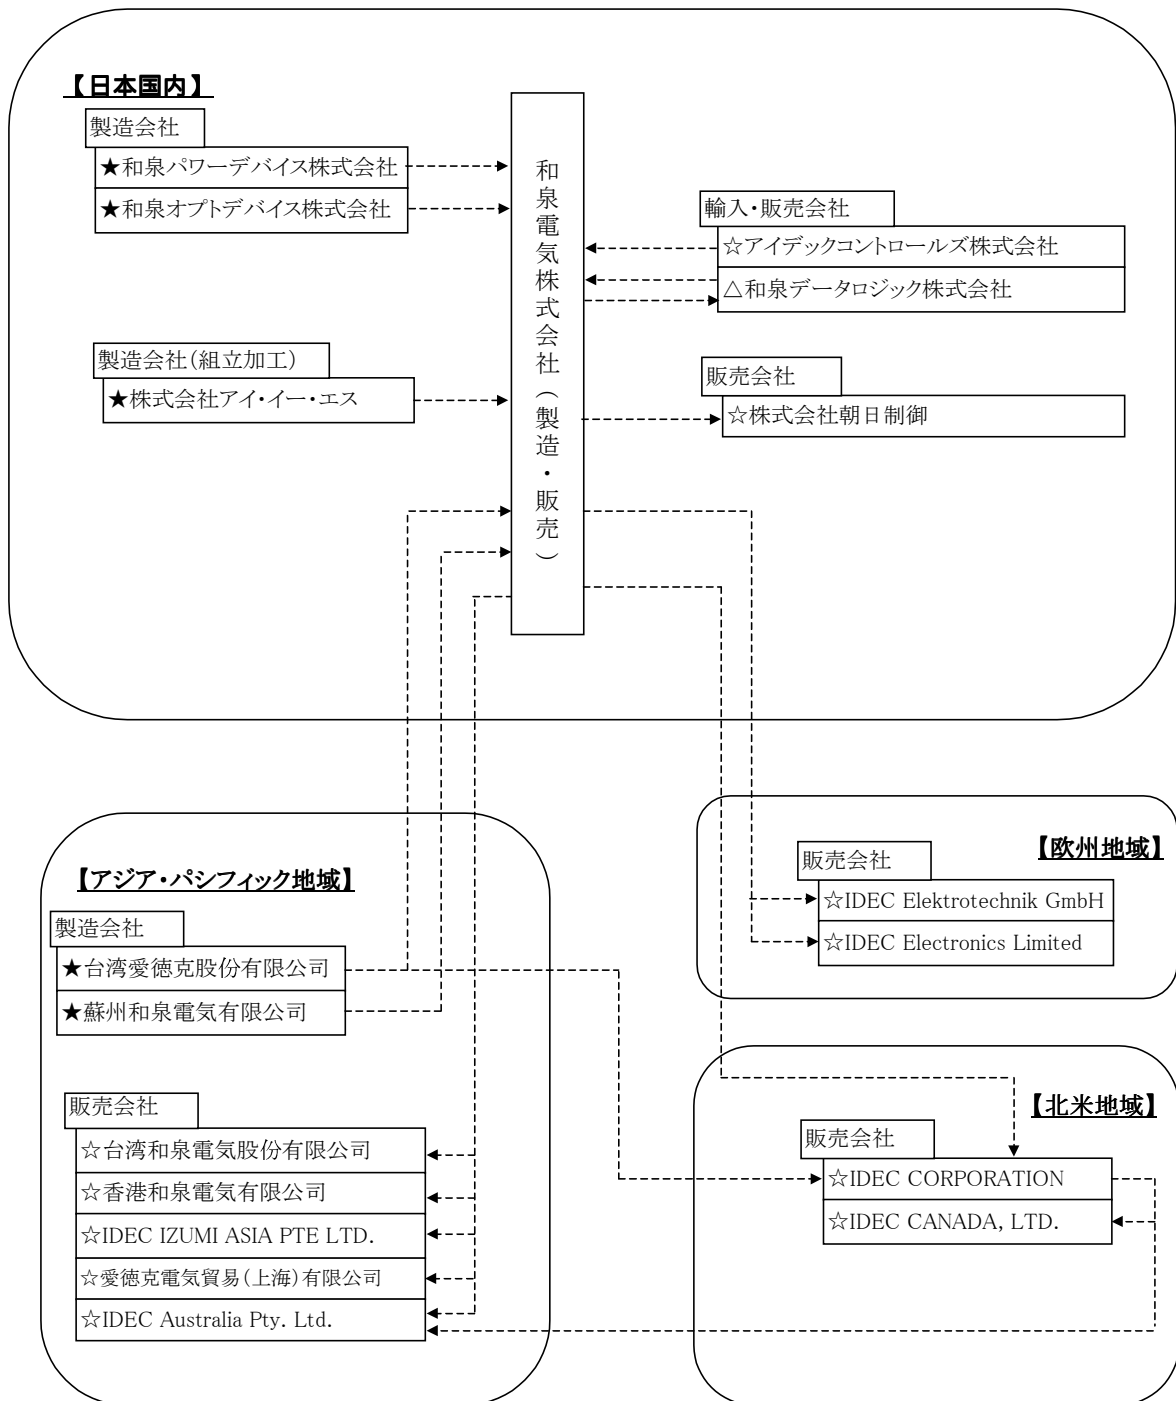 【日本国内】
製造会社
★和泉パワーデバイス株式会社
★和泉オプトデバイス株式会社
製造会社(組立加工)
★株式会社アイ・イー・エス
和泉電気株式会社(製造・販売)
輸入・販売会社
☆アイデックコントロールズ株式会社
△和泉データロジック株式会社
販売会社
☆株式会社朝日制御
【アジア・パシフィック地域】
製造会社
★台湾愛徳克股份有限公司
★蘇州和泉電気有限公司
販売会社
☆台湾和泉電気股份有限公司
☆香港和泉電気有限公司
☆IDEC IZUMI ASIA PTE LTD.
☆愛徳克電気貿易(上海)有限公司
☆IDEC Australia Pty. Ltd.
【欧州地域】
販売会社
☆IDEC Elektrotechnik GmbH
☆IDEC Electronics Limited
【北米地域】
販売会社
☆IDEC CORPORATION
☆IDEC CANADA, LTD.